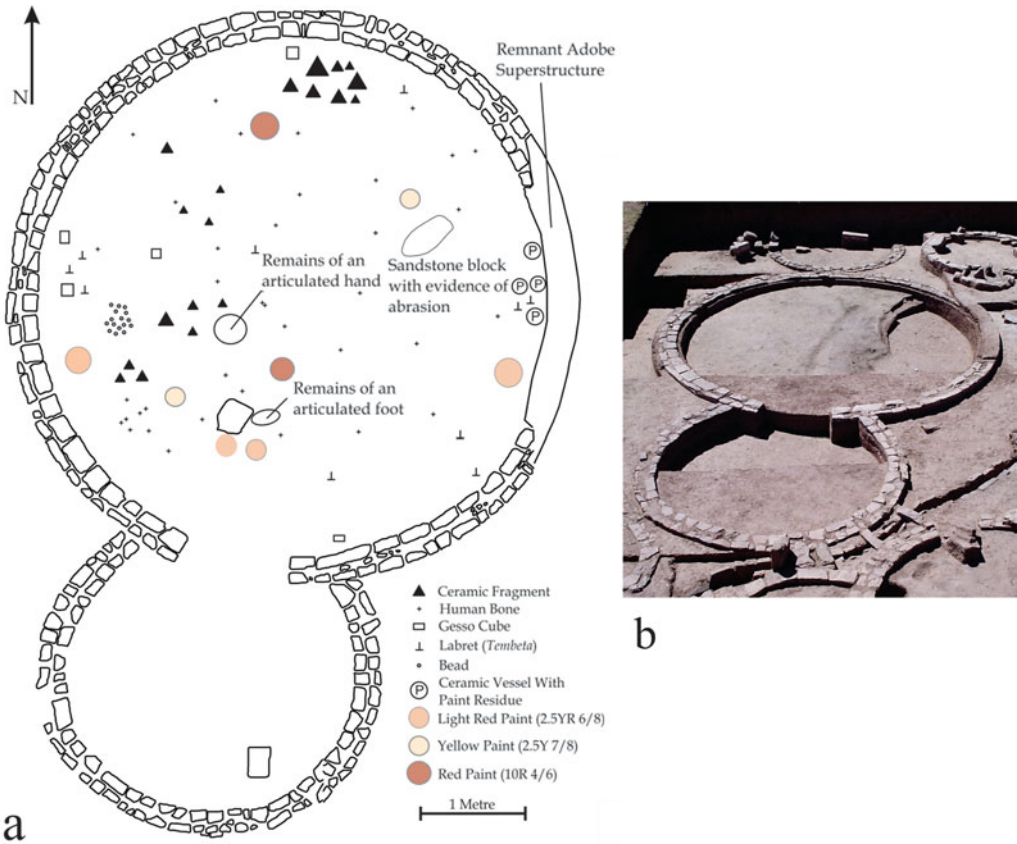 N
Remnant Adobe
Superstructure
Remains of an
articulated hand
Sandstone block
with evidence of
abrasion
P
P P
P
Remains of an
articulated foot
Ceramic Fragment
Human Bone
Gesso Cube
Labret (Tembeta)
Bead
P Ceramic Vessel With
Paint Residue
Light Red Paint (2.5YR 6/8)
Yellow Paint (2.5Y 7/8)
Red Paint (10R 4/6)
1 Metre
a
b